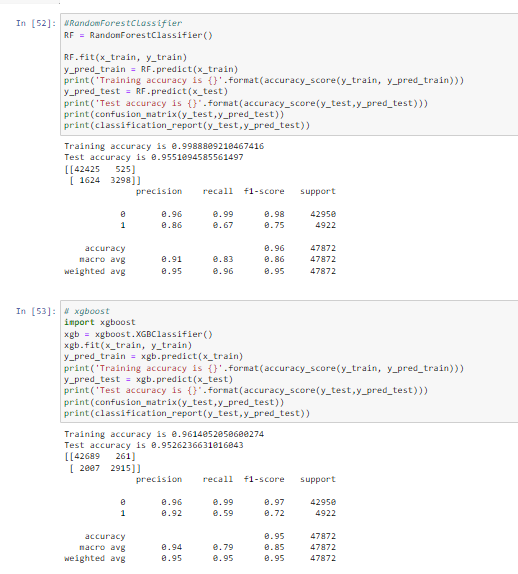 In [52]: #RandomForestClassifier
RF = RandomForestClassifier()
RF.fit(x_train, y_train)
y_pred_train = RF.predict(x_train)
print('Training accuracy is {}'.format(accuracy_score(y_train, y_pred_train)))
y_pred_test = RF.predict(x_test)
print('Test accuracy is {}'.format(accuracy_score(y_test,y_pred_test)))
print(confusion_matrix(y_test,y_pred_test))
print(classification_report(y_test,y_pred_test))
Training accuracy is 0.9988809210467416
Test accuracy is 0.9551094585561497
[[42425 525]
[ 1624 3298]]
precision recall f1-score support
0 0.96 0.99 0.98 42950
1 0.86 0.67 0.75 4922
accuracy 0.96 47872
macro avg 0.91 0.83 0.86 47872
weighted avg 0.95 0.96 0.95 47872
In [53]: # xgboost
import xgboost
xgb = xgboost.XGBClassifier()
xgb.fit(x_train, y_train)
y_pred_train = xgb.predict(x_train)
print('Training accuracy is {}'.format(accuracy_score(y_train, y_pred_train)))
y_pred_test = xgb.predict(x_test)
print('Test accuracy is {}'.format(accuracy_score(y_test,y_pred_test)))
print(confusion_matrix(y_test,y_pred_test))
print(classification_report(y_test,y_pred_test))
Training accuracy is 0.9614052050600274
Test accuracy is 0.9526236631016043
[[42689 261]
[ 2007 2915]]
precision recall f1-score support
0 0.96 0.99 0.97 42950
1 0.92 0.59 0.72 4922
accuracy 0.95 47872
macro avg 0.94 0.79 0.85 47872
weighted avg 0.95 0.95 0.95 47872